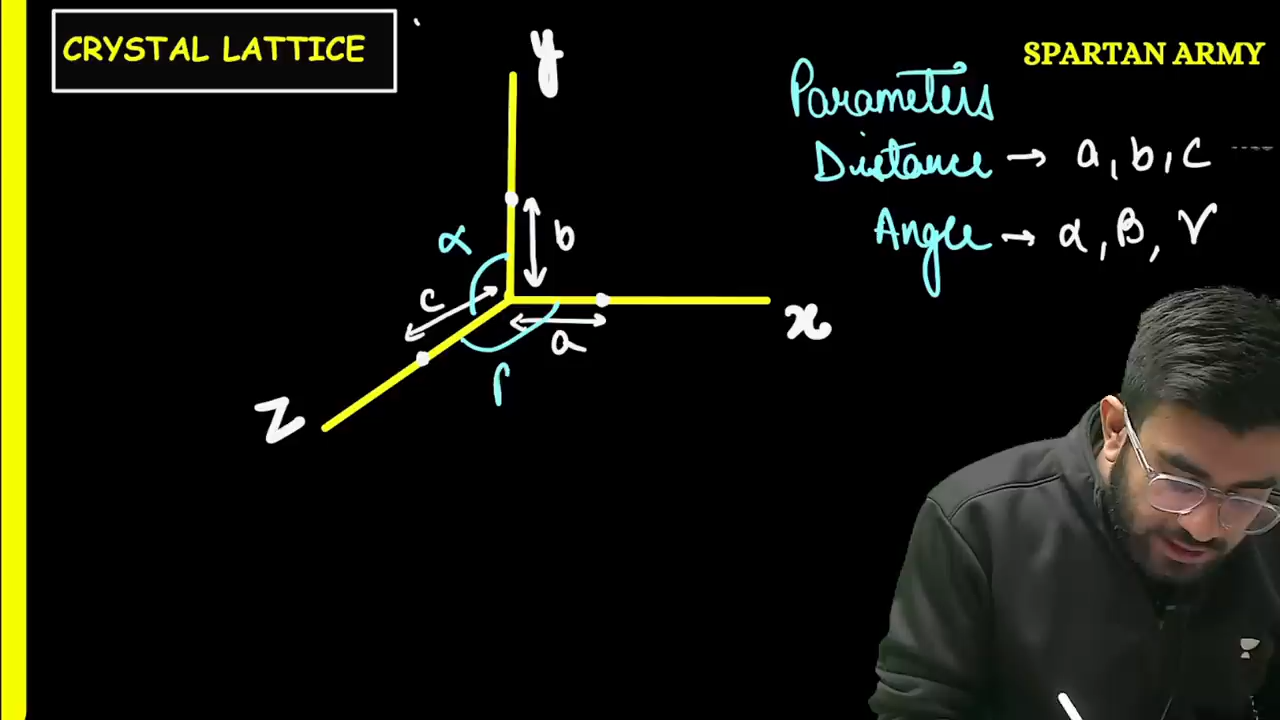 CRYSTAL LATTICE
SPARTAN ARMY
y
Parameters
Distance → a, b, c
Angle → α, β, γ
α
b
c
a
x
z